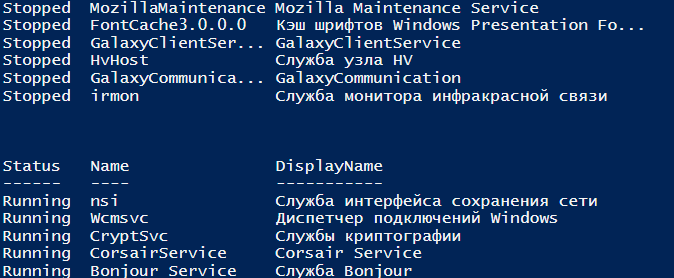 Stopped MozillaMaintenance Mozilla Maintenance Service
Stopped FontCache3.0.0.0 Кэш шрифтов Windows Presentation Fo...
Stopped GalaxyClientSer... GalaxyClientService
Stopped HvHost Служба узла HV
Stopped GalaxyCommunica... GalaxyCommunication
Stopped irmon Служба монитора инфракрасной связи
Status Name DisplayName
------ ---- -----------
Running nsi Служба интерфейса сохранения сети
Running Wcmsvc Диспетчер подключений Windows
Running CryptSvc Службы криптографии
Running CorsairService Corsair Service
Running Bonjour Service Служба Bonjour